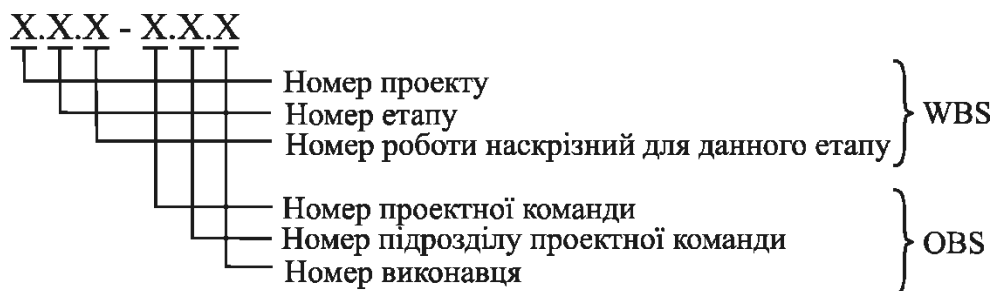 X.X.X - X.X.X
Номер проекту
Номер етапу
Номер роботи наскрізний для данного етапу
WBS
Номер проектної команди
Номер підрозділу проектної команди
Номер виконавця
OBS